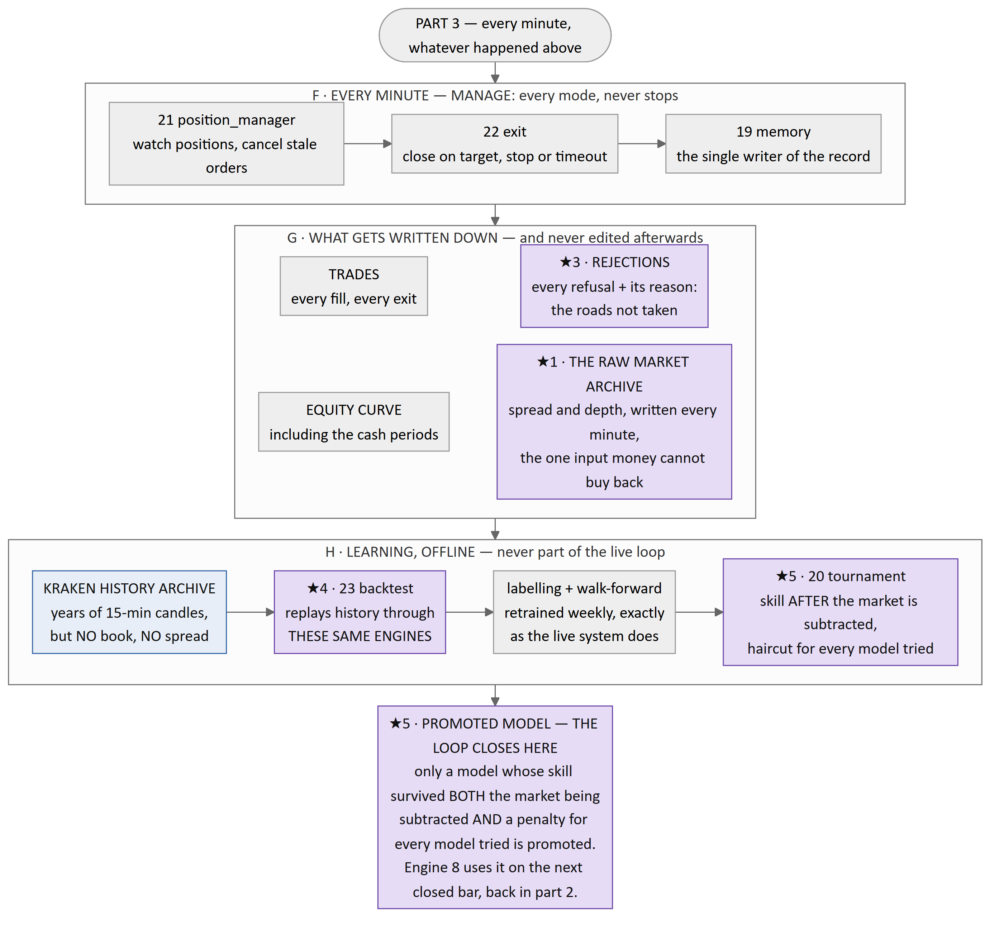 PART 3 — every minute,
whatever happened above
F · EVERY MINUTE — MANAGE: every mode, never stops
21 position_manager
watch positions, cancel stale
orders
22 exit
close on target, stop or timeout
19 memory
the single writer of the record
G · WHAT GETS WRITTEN DOWN — and never edited afterwards
TRADES
every fill, every exit
★3 · REJECTIONS
every refusal + its reason:
the roads not taken
EQUITY CURVE
including the cash periods
★1 · THE RAW MARKET
ARCHIVE
spread and depth, written every
minute,
the one input money cannot
buy back
H · LEARNING, OFFLINE — never part of the live loop
KRAKEN HISTORY ARCHIVE
years of 15-min candles,
but NO book, NO spread
★4 · 23 backtest
replays history through
THESE SAME ENGINES
labelling + walk-forward
retrained weekly, exactly
as the live system does
★5 · 20 tournament
skill AFTER the market is
subtracted,
haircut for every model tried
★5 · PROMOTED MODEL — THE
LOOP CLOSES HERE
only a model whose skill
survived BOTH the market being
subtracted AND a penalty for
every model tried is promoted.
Engine 8 uses it on the next
closed bar, back in part 2.